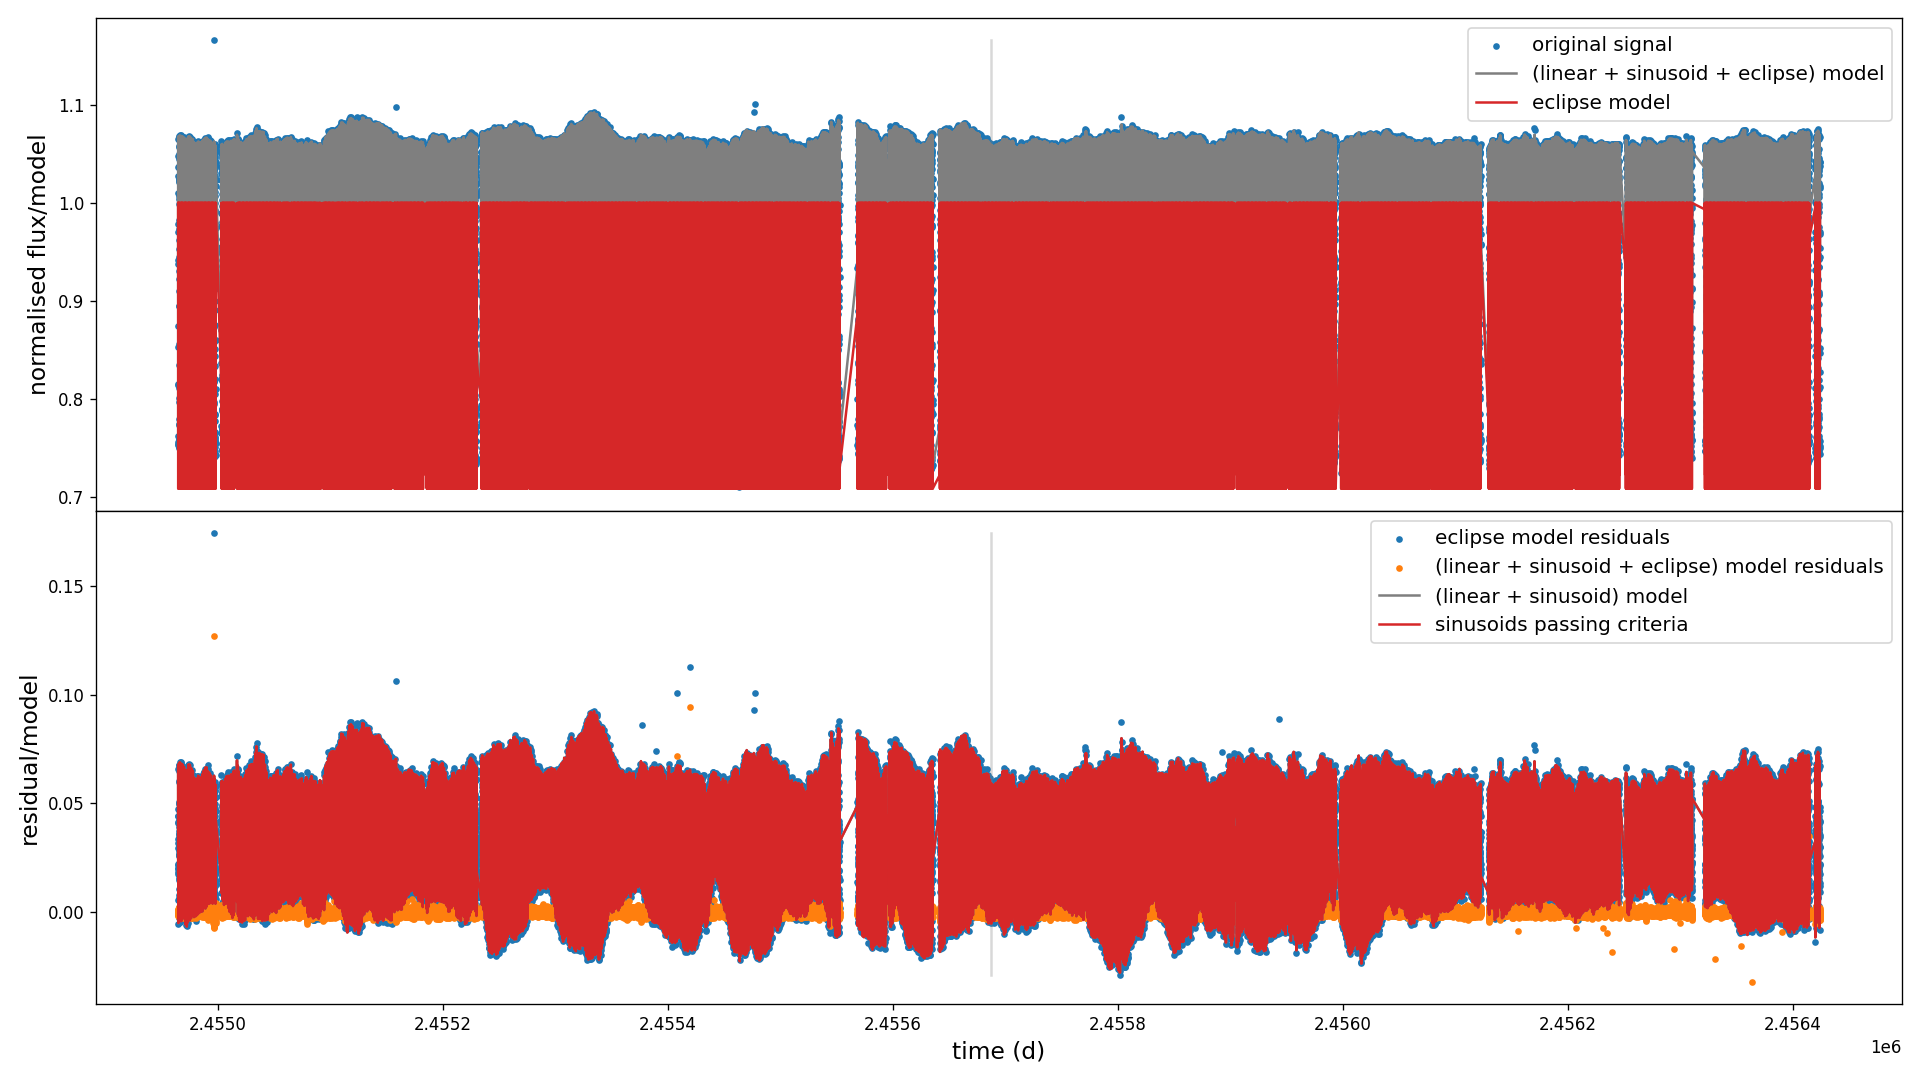 original signal
(linear + sinusoid + eclipse) model
eclipse model
normalised flux/model
1.1
1.0
0.9
0.8
0.7
eclipse model residuals
(linear + sinusoid + eclipse) model residuals
(linear + sinusoid) model
sinusoids passing criteria
residual/model
0.15
0.10
0.05
0.00
2.4550 2.4552 2.4554 2.4556 2.4558 2.4560 2.4562 2.4564
1e6
time (d)